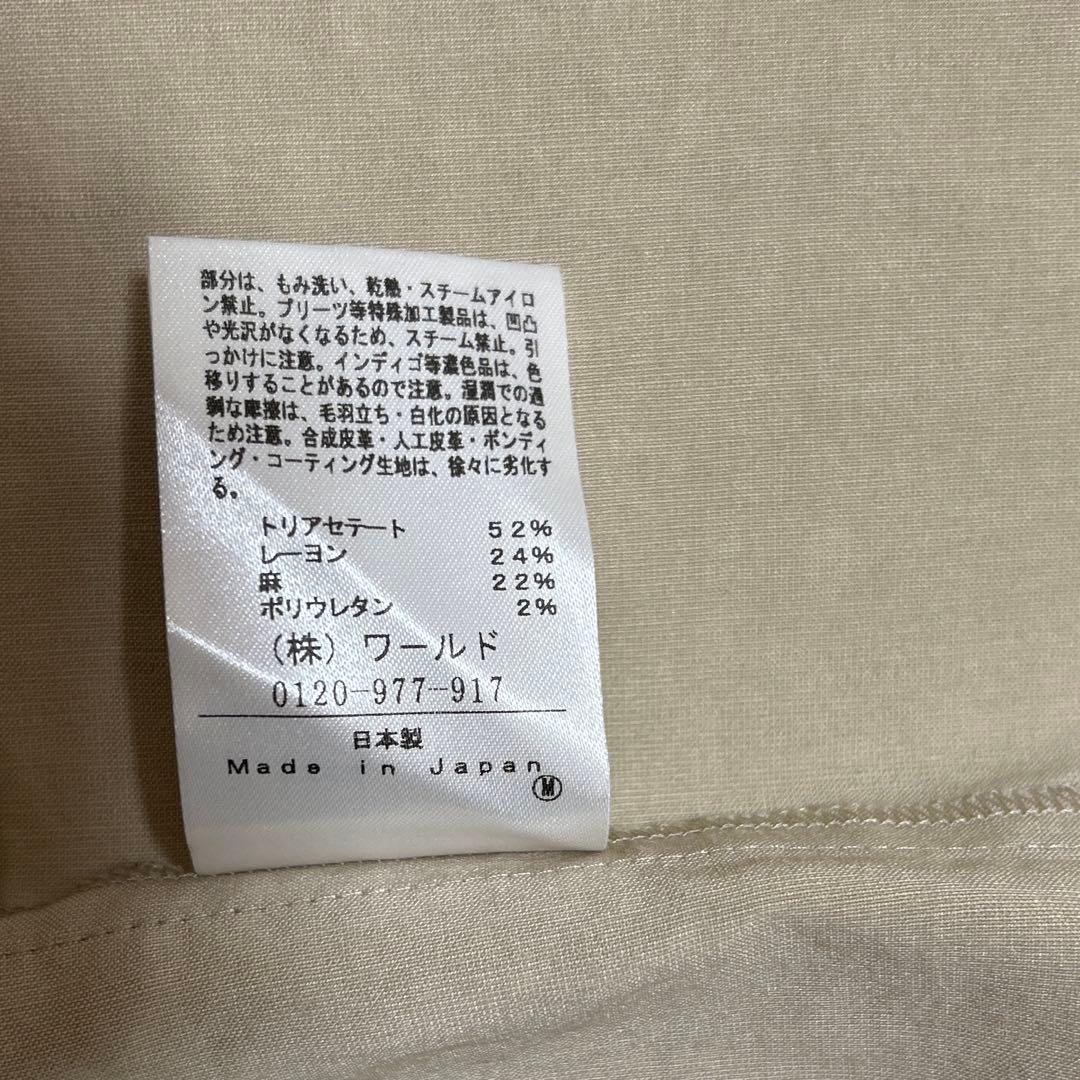 部分は、もみ洗い、乾熱・スチームアイロ
ン禁止。プリーツ等特殊加工製品は、凹凸
や光沢がなくなるため、スチーム禁止。引
っかけに注意。インディゴ等濃色品は、色
移りすることがあるので注意。湿潤での過
剰な摩擦は、毛羽立ち・白化の原因となる
ため注意。合成皮革・人工皮革・ボンディ
ング・コーティング生地は、徐々に劣化す
る。
トリアセテート 52%
レーヨン 24%
麻 22%
ポリウレタン 2%
(株)ワールド
0120-977-917
日本製
Made in Japan
Ⓜ